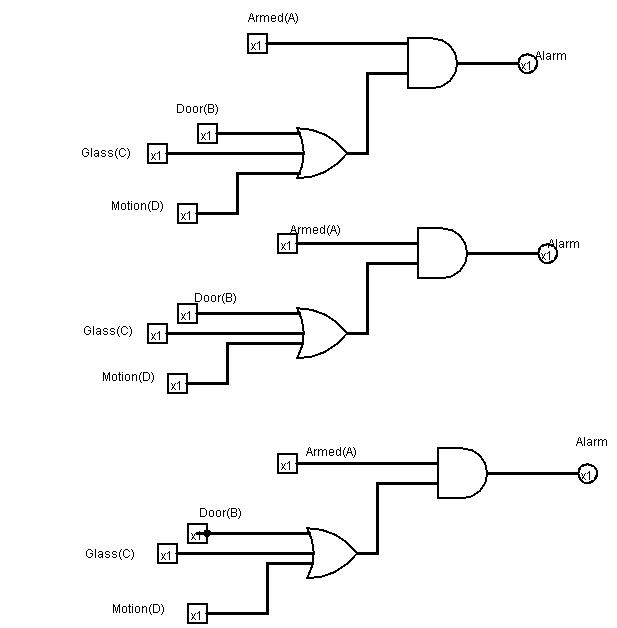 Armed(A)
x1
Alarm
x1
Door(B)
x1
Glass(C)
x1
Motion(D)
x1
Armed(A)
x1
Alarm
x1
Door(B)
x1
Glass(C)
x1
Motion(D)
x1
Armed(A)
x1
Alarm
x1
Door(B)
x1
Glass(C)
x1
Motion(D)
x1